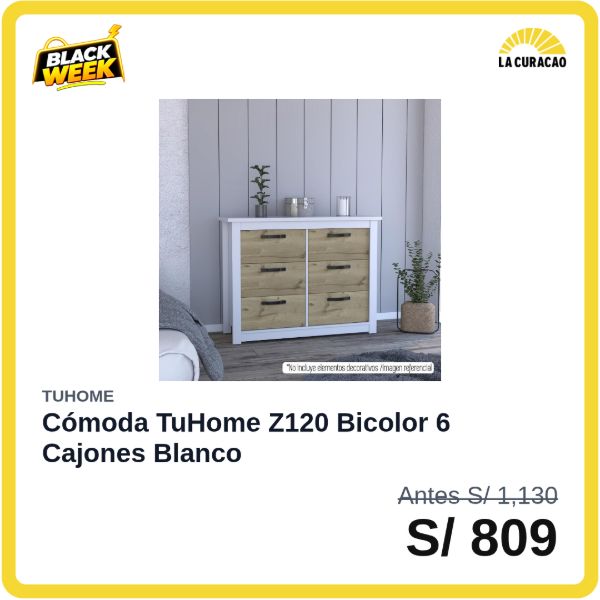 BLACK
WEEK
LA CURACAO
*No incluye elementos decorativos /imagen referencial
TUHOME
Cómoda TuHome Z120 Bicolor 6
Cajones Blanco
Antes S/ 1,130
S/ 809